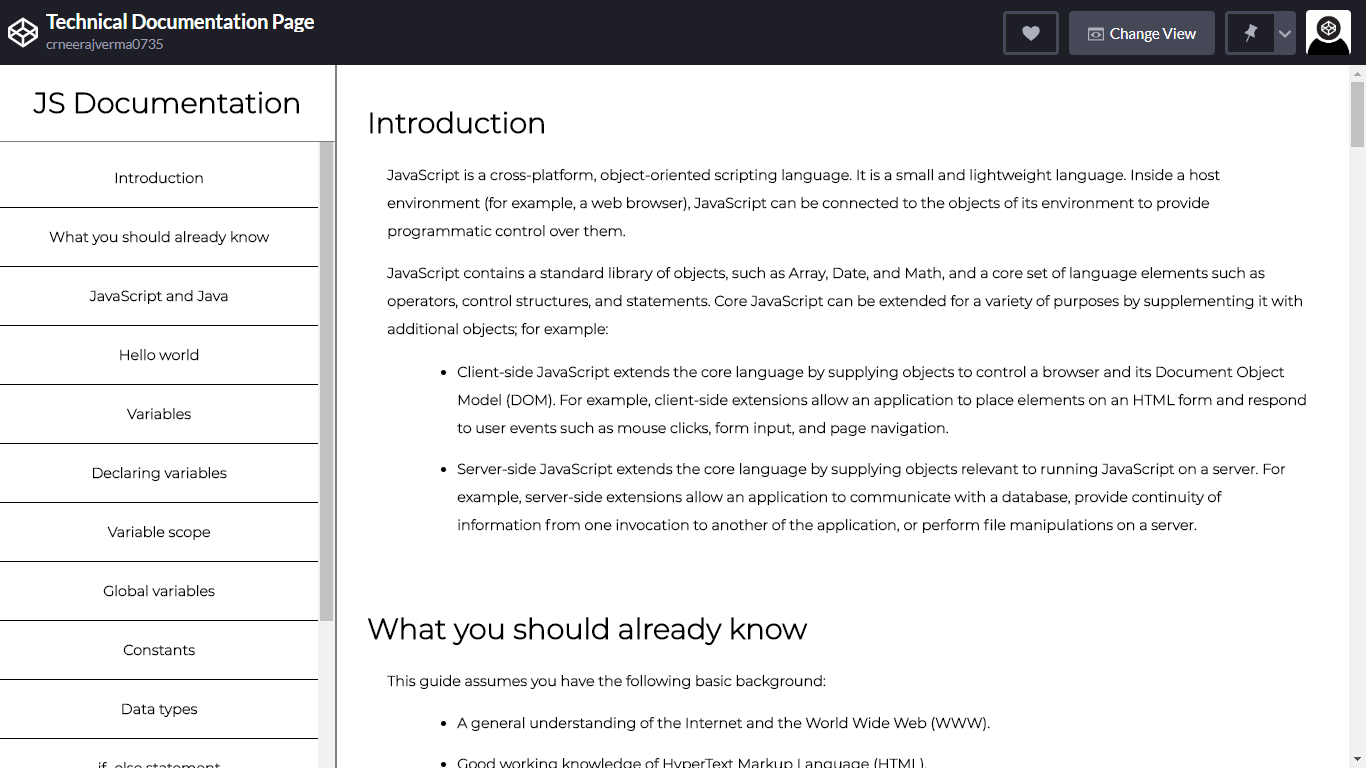 Technical Documentation Page
crneerajverma0735
Change View
JS Documentation
Introduction
What you should already know
JavaScript and Java
Hello world
Variables
Declaring variables
Variable scope
Global variables
Constants
Data types
if...else statement
Introduction
JavaScript is a cross-platform, object-oriented scripting language. It is a small and lightweight language. Inside a host
environment (for example, a web browser), JavaScript can be connected to the objects of its environment to provide
programmatic control over them.
JavaScript contains a standard library of objects, such as Array, Date, and Math, and a core set of language elements such as
operators, control structures, and statements. Core JavaScript can be extended for a variety of purposes by supplementing it with
additional objects; for example:
Client-side JavaScript extends the core language by supplying objects to control a browser and its Document Object
Model (DOM). For example, client-side extensions allow an application to place elements on an HTML form and respond
to user events such as mouse clicks, form input, and page navigation.
Server-side JavaScript extends the core language by supplying objects relevant to running JavaScript on a server. For
example, server-side extensions allow an application to communicate with a database, provide continuity of
information from one invocation to another of the application, or perform file manipulations on a server.
What you should already know
This guide assumes you have the following basic background:
A general understanding of the Internet and the World Wide Web (WWW).
Good working knowledge of HyperText Markup Language (HTML).